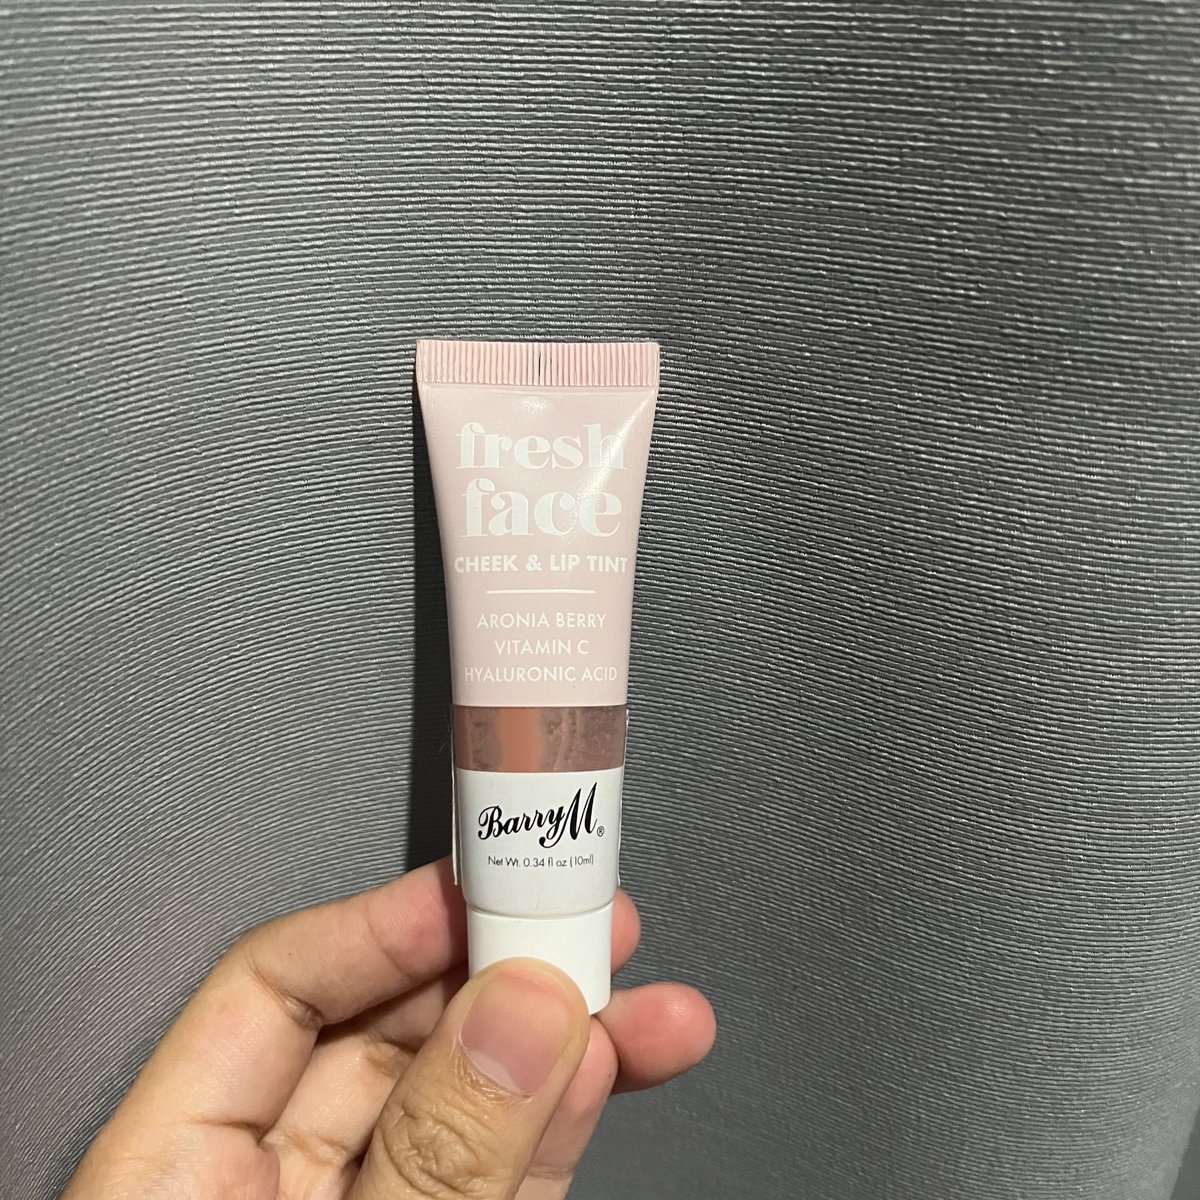 fresh
face
CHEEK & LIP TINT
ARONIA BERRY
VITAMIN C
HYALURONIC ACID
BarryM®
Net Wt. 0.34 fl oz (10ml)